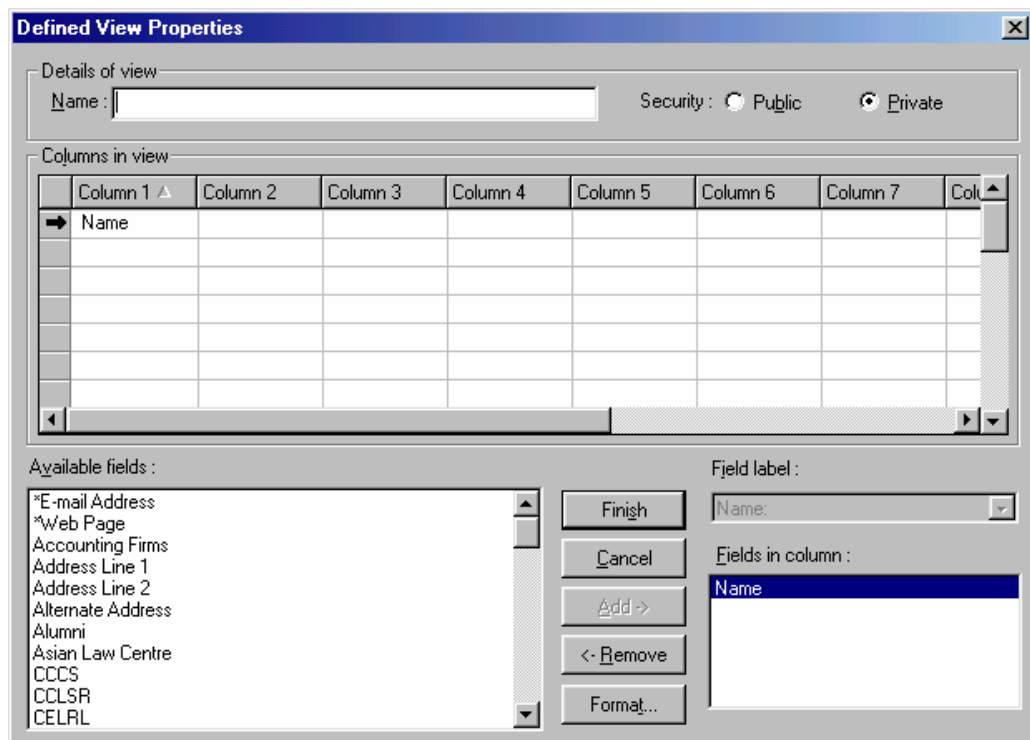 Defined View Properties
Details of view
Name :
Security : Public Private
Columns in view
Column 1 Column 2 Column 3 Column 4 Column 5 Column 6 Column 7 Colu
Name
Available fields :
*E-mail Address
*Web Page
Accounting Firms
Address Line 1
Address Line 2
Alternate Address
Alumni
Asian Law Centre
CCCS
CCLSR
CELRL
Finish
Cancel
Add ->
<- Remove
Format...
Field label :
Name:
Fields in column :
Name